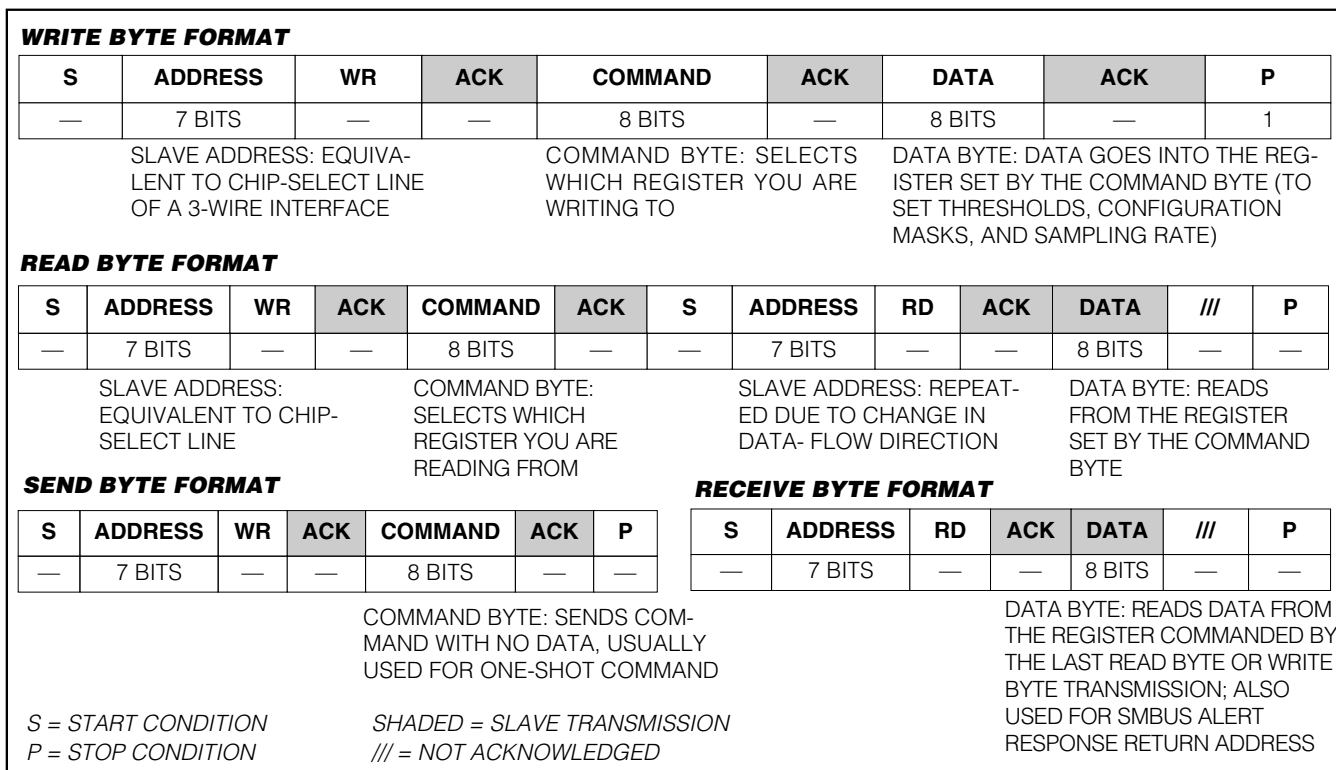 WRITE BYTE FORMAT
S ADDRESS WR ACK COMMAND ACK DATA ACK P
— 7 BITS — — 8 BITS — 8 BITS — 1
SLAVE ADDRESS: EQUIVA-
LENT TO CHIP-SELECT LINE
OF A 3-WIRE INTERFACE
COMMAND BYTE: SELECTS
WHICH REGISTER YOU ARE
WRITING TO
DATA BYTE: DATA GOES INTO THE REG-
ISTER SET BY THE COMMAND BYTE (TO
SET THRESHOLDS, CONFIGURATION
MASKS, AND SAMPLING RATE)
READ BYTE FORMAT
S ADDRESS WR ACK COMMAND ACK S ADDRESS RD ACK DATA /// P
— 7 BITS — — 8 BITS — — 7 BITS — — 8 BITS — —
SLAVE ADDRESS:
EQUIVALENT TO CHIP-
SELECT LINE
COMMAND BYTE:
SELECTS WHICH
REGISTER YOU ARE
READING FROM
SLAVE ADDRESS: REPEAT-
ED DUE TO CHANGE IN
DATA- FLOW DIRECTION
DATA BYTE: READS
FROM THE REGISTER
SET BY THE COMMAND
BYTE
SEND BYTE FORMAT
S ADDRESS WR ACK COMMAND ACK P
— 7 BITS — — 8 BITS — —
COMMAND BYTE: SENDS COM-
MAND WITH NO DATA, USUALLY
USED FOR ONE-SHOT COMMAND
RECEIVE BYTE FORMAT
S ADDRESS RD ACK DATA /// P
— 7 BITS — — 8 BITS — —
DATA BYTE: READS DATA FROM
THE REGISTER COMMANDED BY
THE LAST READ BYTE OR WRITE
BYTE TRANSMISSION; ALSO
USED FOR SMBUS ALERT
RESPONSE RETURN ADDRESS
S = START CONDITION SHADED = SLAVE TRANSMISSION
P = STOP CONDITION /// = NOT ACKNOWLEDGED